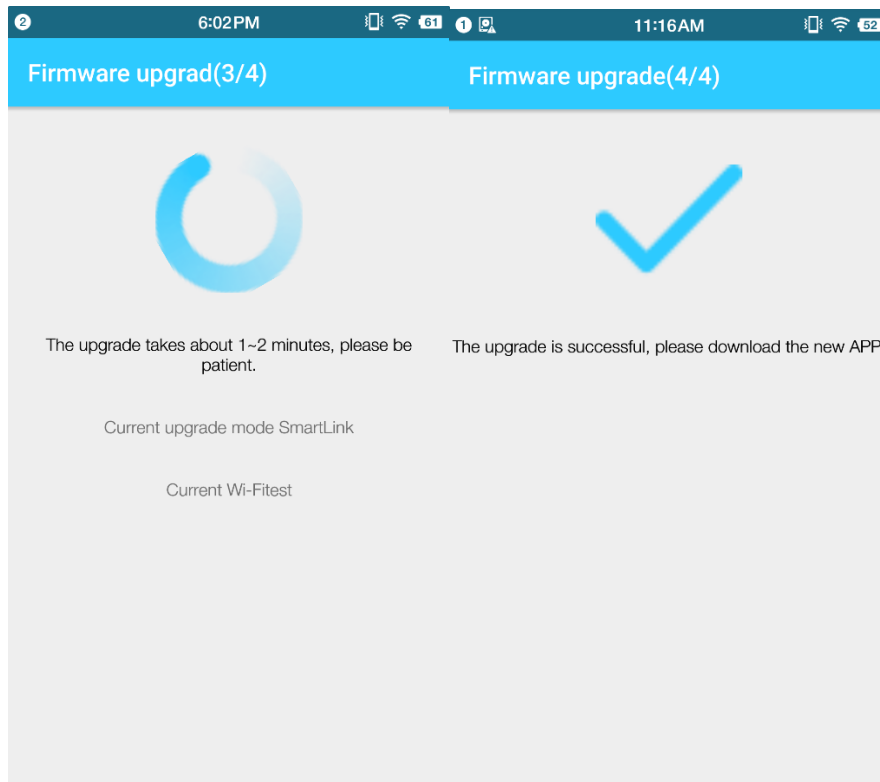 2
6:02PM
61
Firmware upgrad(3/4)
The upgrade takes about 1~2 minutes, please be
patient.
Current upgrade mode SmartLink
Current Wi-Fitest
1
11:16AM
52
Firmware upgrade(4/4)
The upgrade is successful, please download the new APP